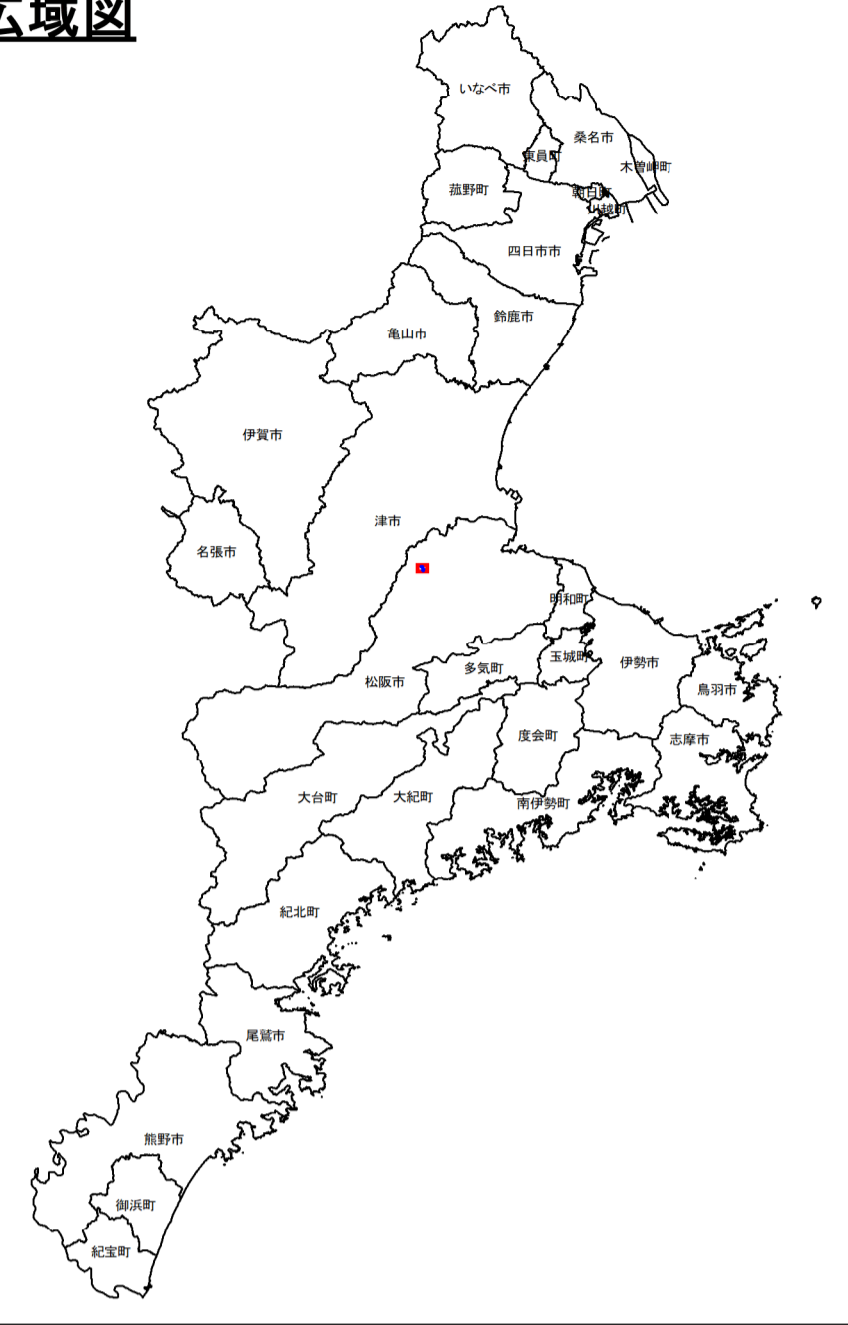 広域図
いなべ市
桑名市
東員町
木曽岬町
菰野町
朝日町
川越町
四日市市
鈴鹿市
亀山市
伊賀市
津市
名張市
明和町
玉城町
多気町
伊勢市
松阪市
鳥羽市
度会町
志摩市
大台町
大紀町
南伊勢町
紀北町
尾鷲市
熊野市
御浜町
紀宝町